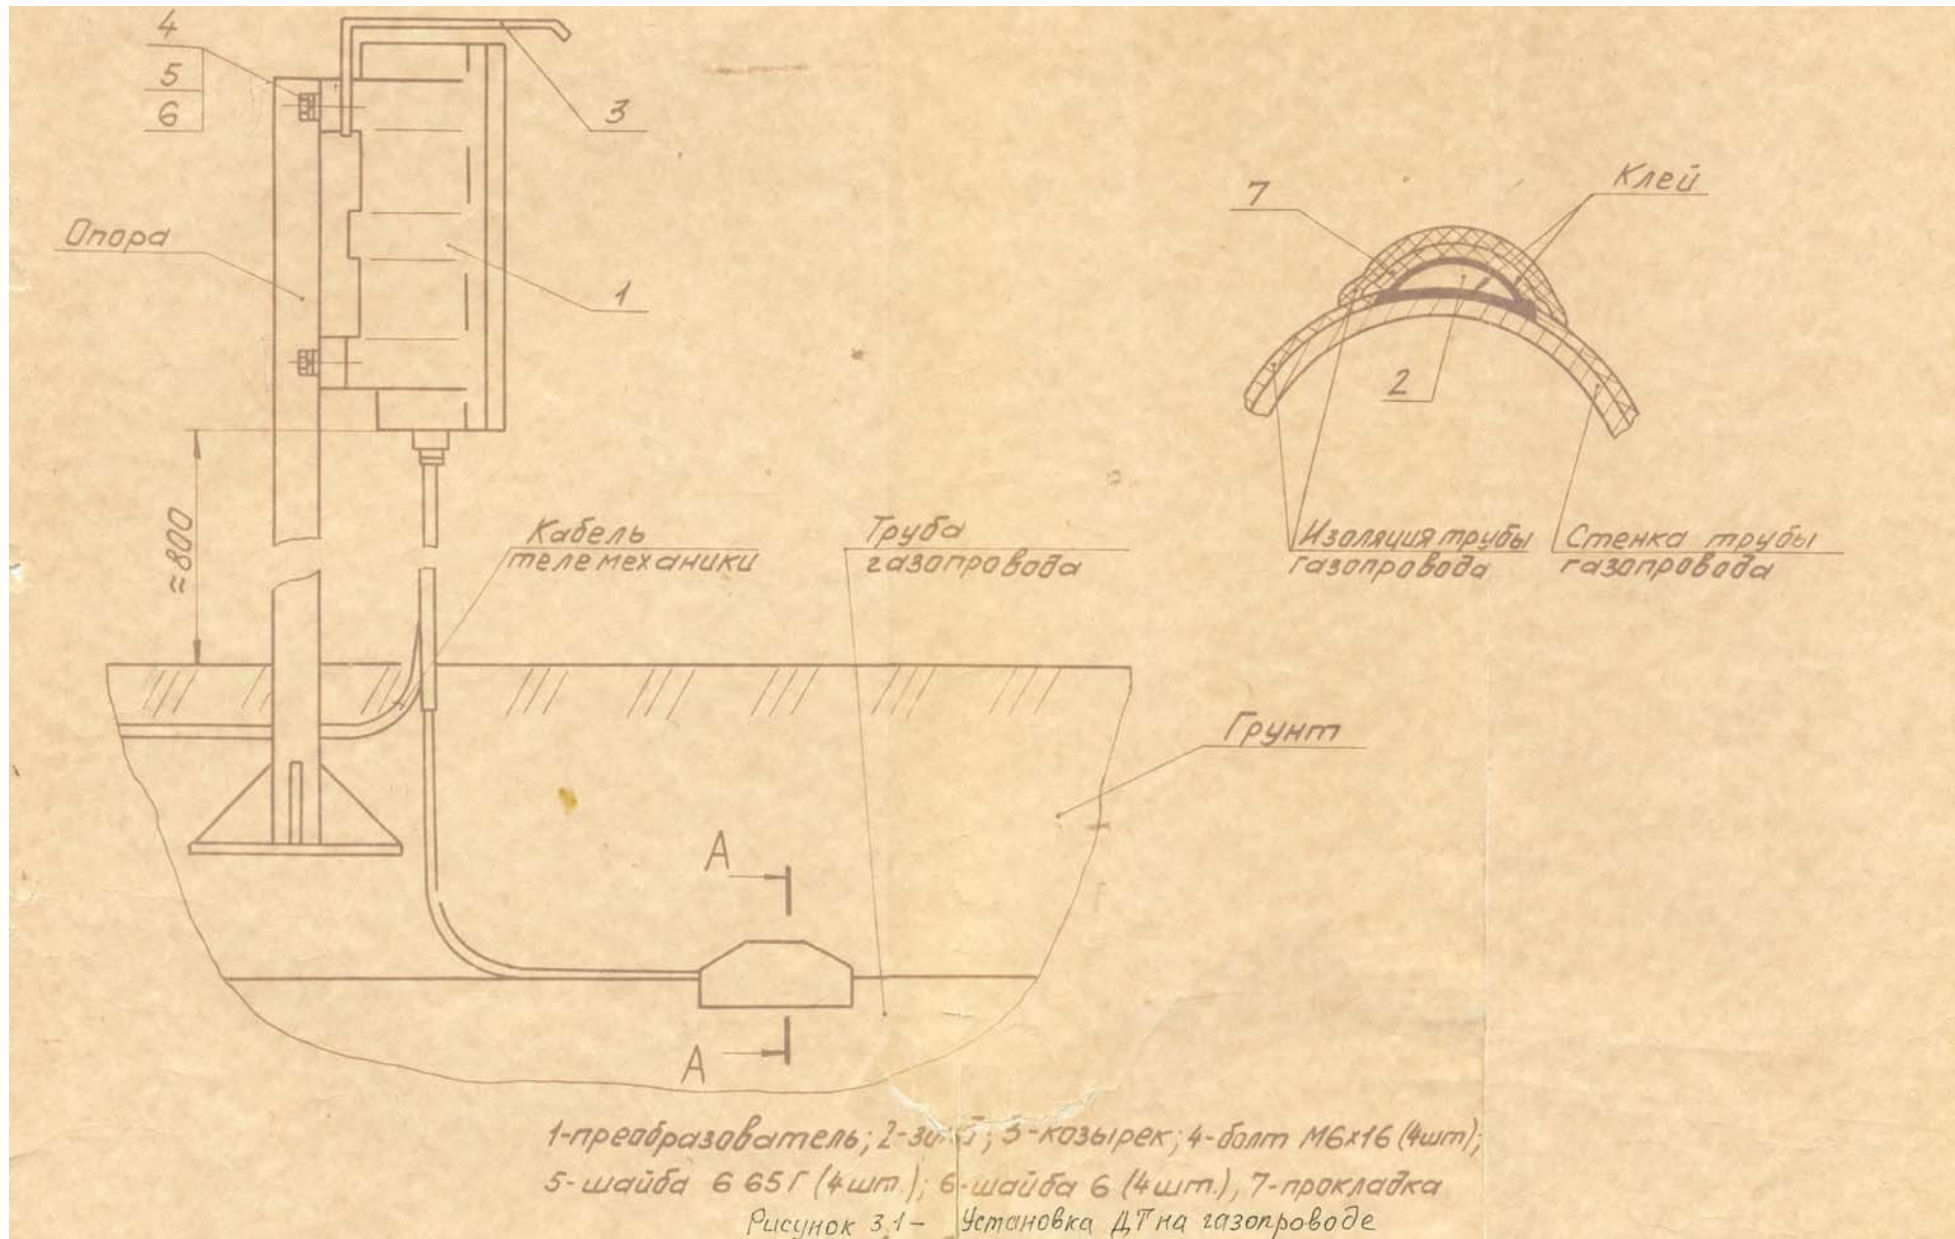 4
5
6
3
Опора
1
≈800
Кабель
телемеханики
Труба
газопровода
7
Клей
2
Изоляция трубы
газопровода
Стенка трубы
газопровода
Грунт
А
А
1-преобразователь; 2- ; 3-козырек; 4-болт М6х16 (4шт);
5-шайба 6 65Г (4шт.); 6-шайба 6 (4шт.), 7-прокладка
Рисунок 3.1- Установка ДТ на газопроводе